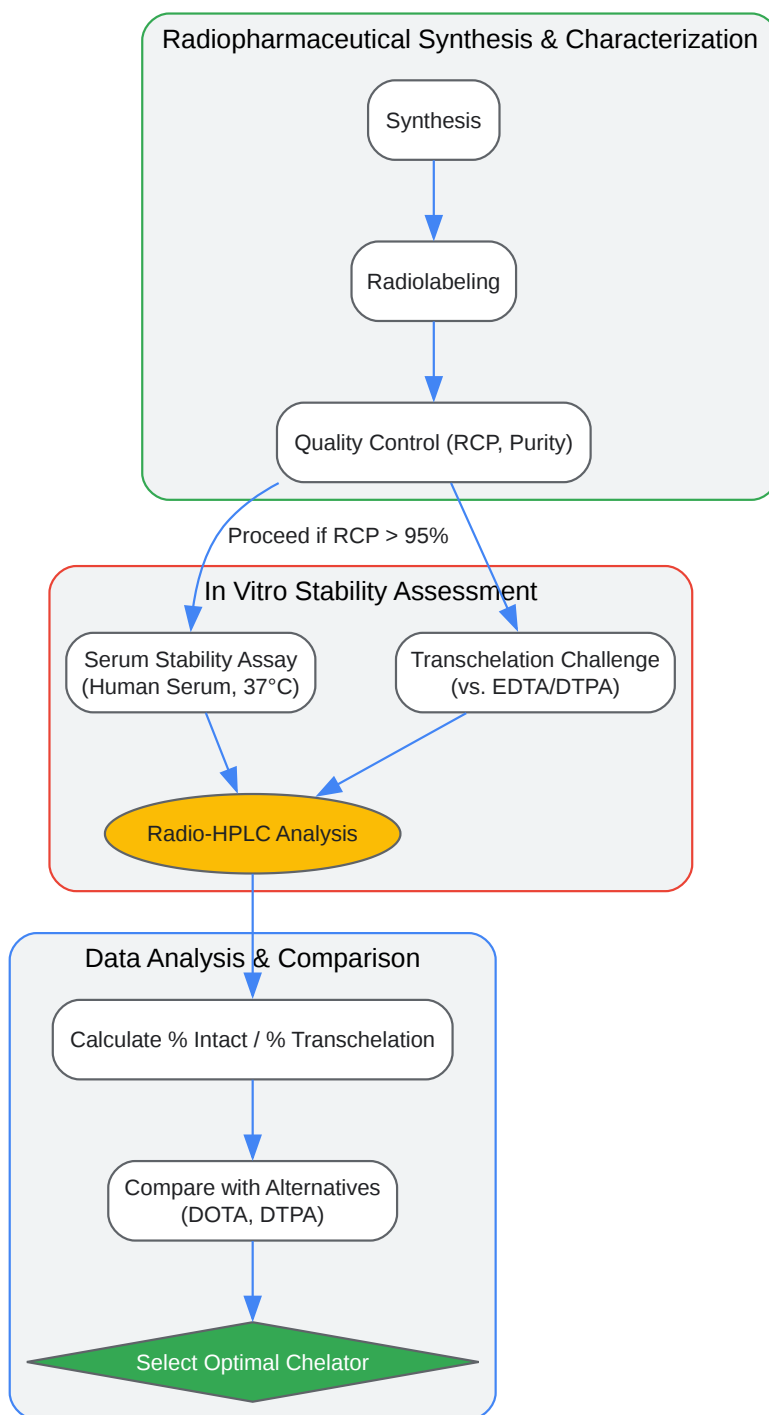 Radiopharmaceutical Synthesis & Characterization
Synthesis
Radiolabeling
Quality Control (RCP, Purity)
Proceed if RCP > 95%
In Vitro Stability Assessment
Serum Stability Assay
(Human Serum, 37°C)
Transchelation Challenge
(vs. EDTA/DTPA)
Radio-HPLC Analysis
Data Analysis & Comparison
Calculate % Intact / % Transchelation
Compare with Alternatives
(DOTA, DTPA)
Select Optimal Chelator